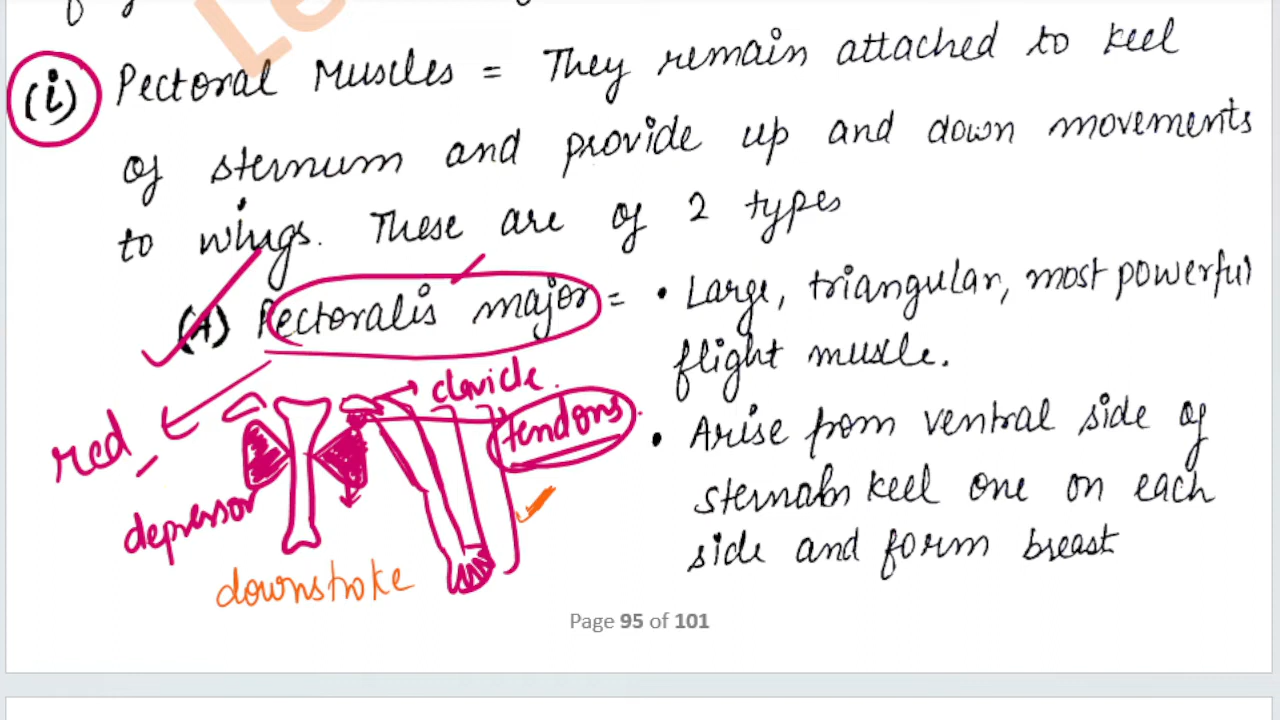 Le
(i) Pectoral Muscles = They remain attached to keel
of sternum and provide up and down movements
to wings. These are of 2 types
(A) Pectoralis major = • Large, triangular, most powerful
flight muscle.
clavicle.
red
tendons.
• Arise from ventral side of
depressor
sternal keel one on each
side and form breast
downstroke
Page 95 of 101